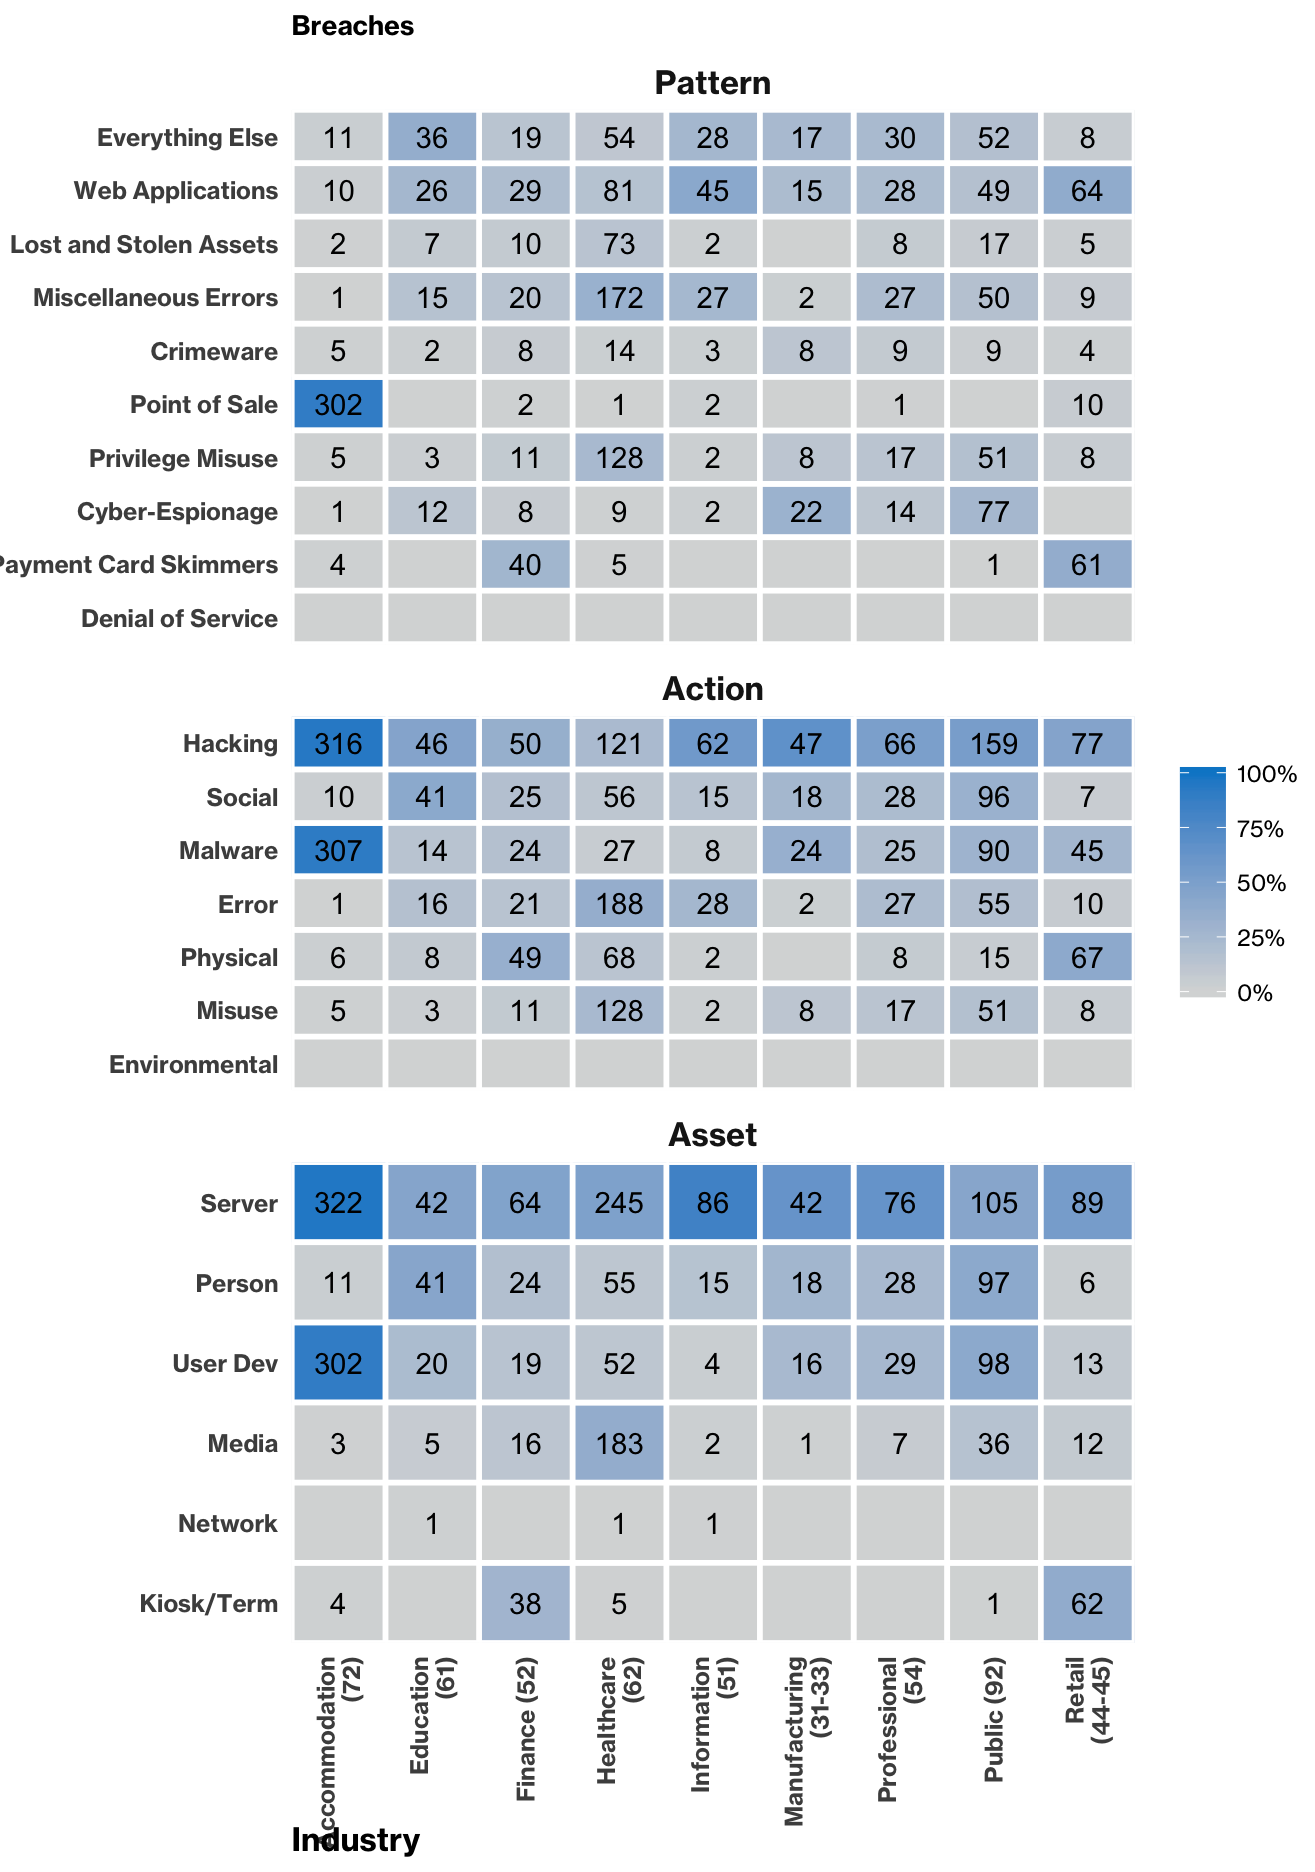 Breaches
Pattern
Everything Else 11 36 19 54 28 17 30 52 8
Web Applications 10 26 29 81 45 15 28 49 64
Lost and Stolen Assets 2 7 10 73 2 8 17 5
Miscellaneous Errors 1 15 20 172 27 2 27 50 9
Crimeware 5 2 8 14 3 8 9 9 4
Point of Sale 302 2 1 2 1 10
Privilege Misuse 5 3 11 128 2 8 17 51 8
Cyber-Espionage 1 12 8 9 2 22 14 77
Payment Card Skimmers 4 40 5 1 61
Denial of Service
Action
Hacking 316 46 50 121 62 47 66 159 77
Social 10 41 25 56 15 18 28 96 7
Malware 307 14 24 27 8 24 25 90 45
Error 1 16 21 188 28 2 27 55 10
Physical 6 8 49 68 2 8 15 67
Misuse 5 3 11 128 2 8 17 51 8
Environmental
100%
75%
50%
25%
0%
Asset
Server 322 42 64 245 86 42 76 105 89
Person 11 41 24 55 15 18 28 97 6
User Dev 302 20 19 52 4 16 29 98 13
Media 3 5 16 183 2 1 7 36 12
Network 1 1 1
Kiosk/Term 4 38 5 1 62
Accommodation
(72)
Education
(61)
Finance (52)
Healthcare
(62)
Information
(51)
Manufacturing
(31-33)
Professional
(54)
Public (92)
Retail
(44-45)
Industry